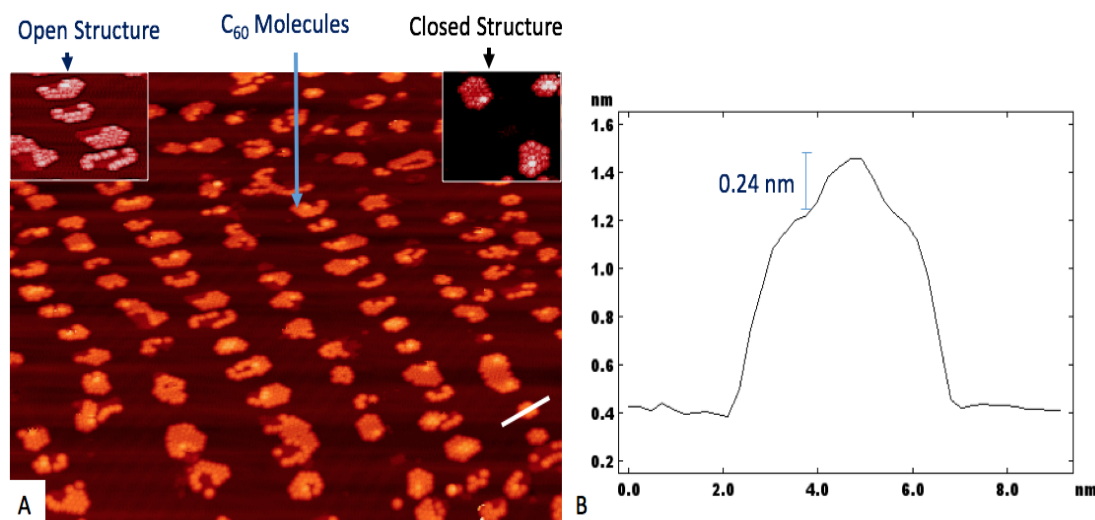 Open Structure
C60 Molecules
Closed Structure
A
nm
1.6
1.4
1.2
1.0
0.8
0.6
0.4
0.2
0.24 nm
0.0 2.0 4.0 6.0 8.0 nm
B